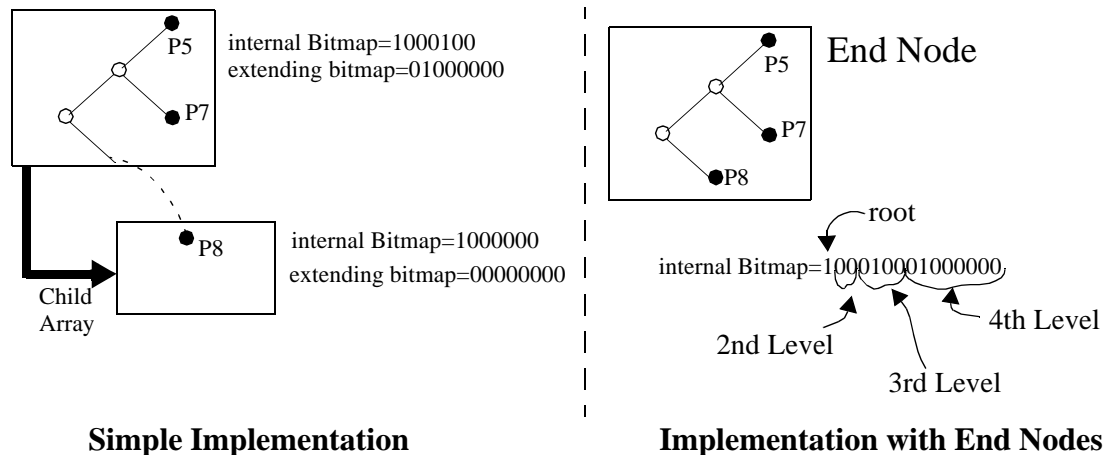 P5
internal Bitmap=1000100
extending bitmap=01000000
P7
P8
internal Bitmap=1000000
extending bitmap=00000000
Child
Array
Simple Implementation
P5
End Node
P7
P8
root
internal Bitmap=100010001000000
2nd Level
4th Level
3rd Level
Implementation with End Nodes